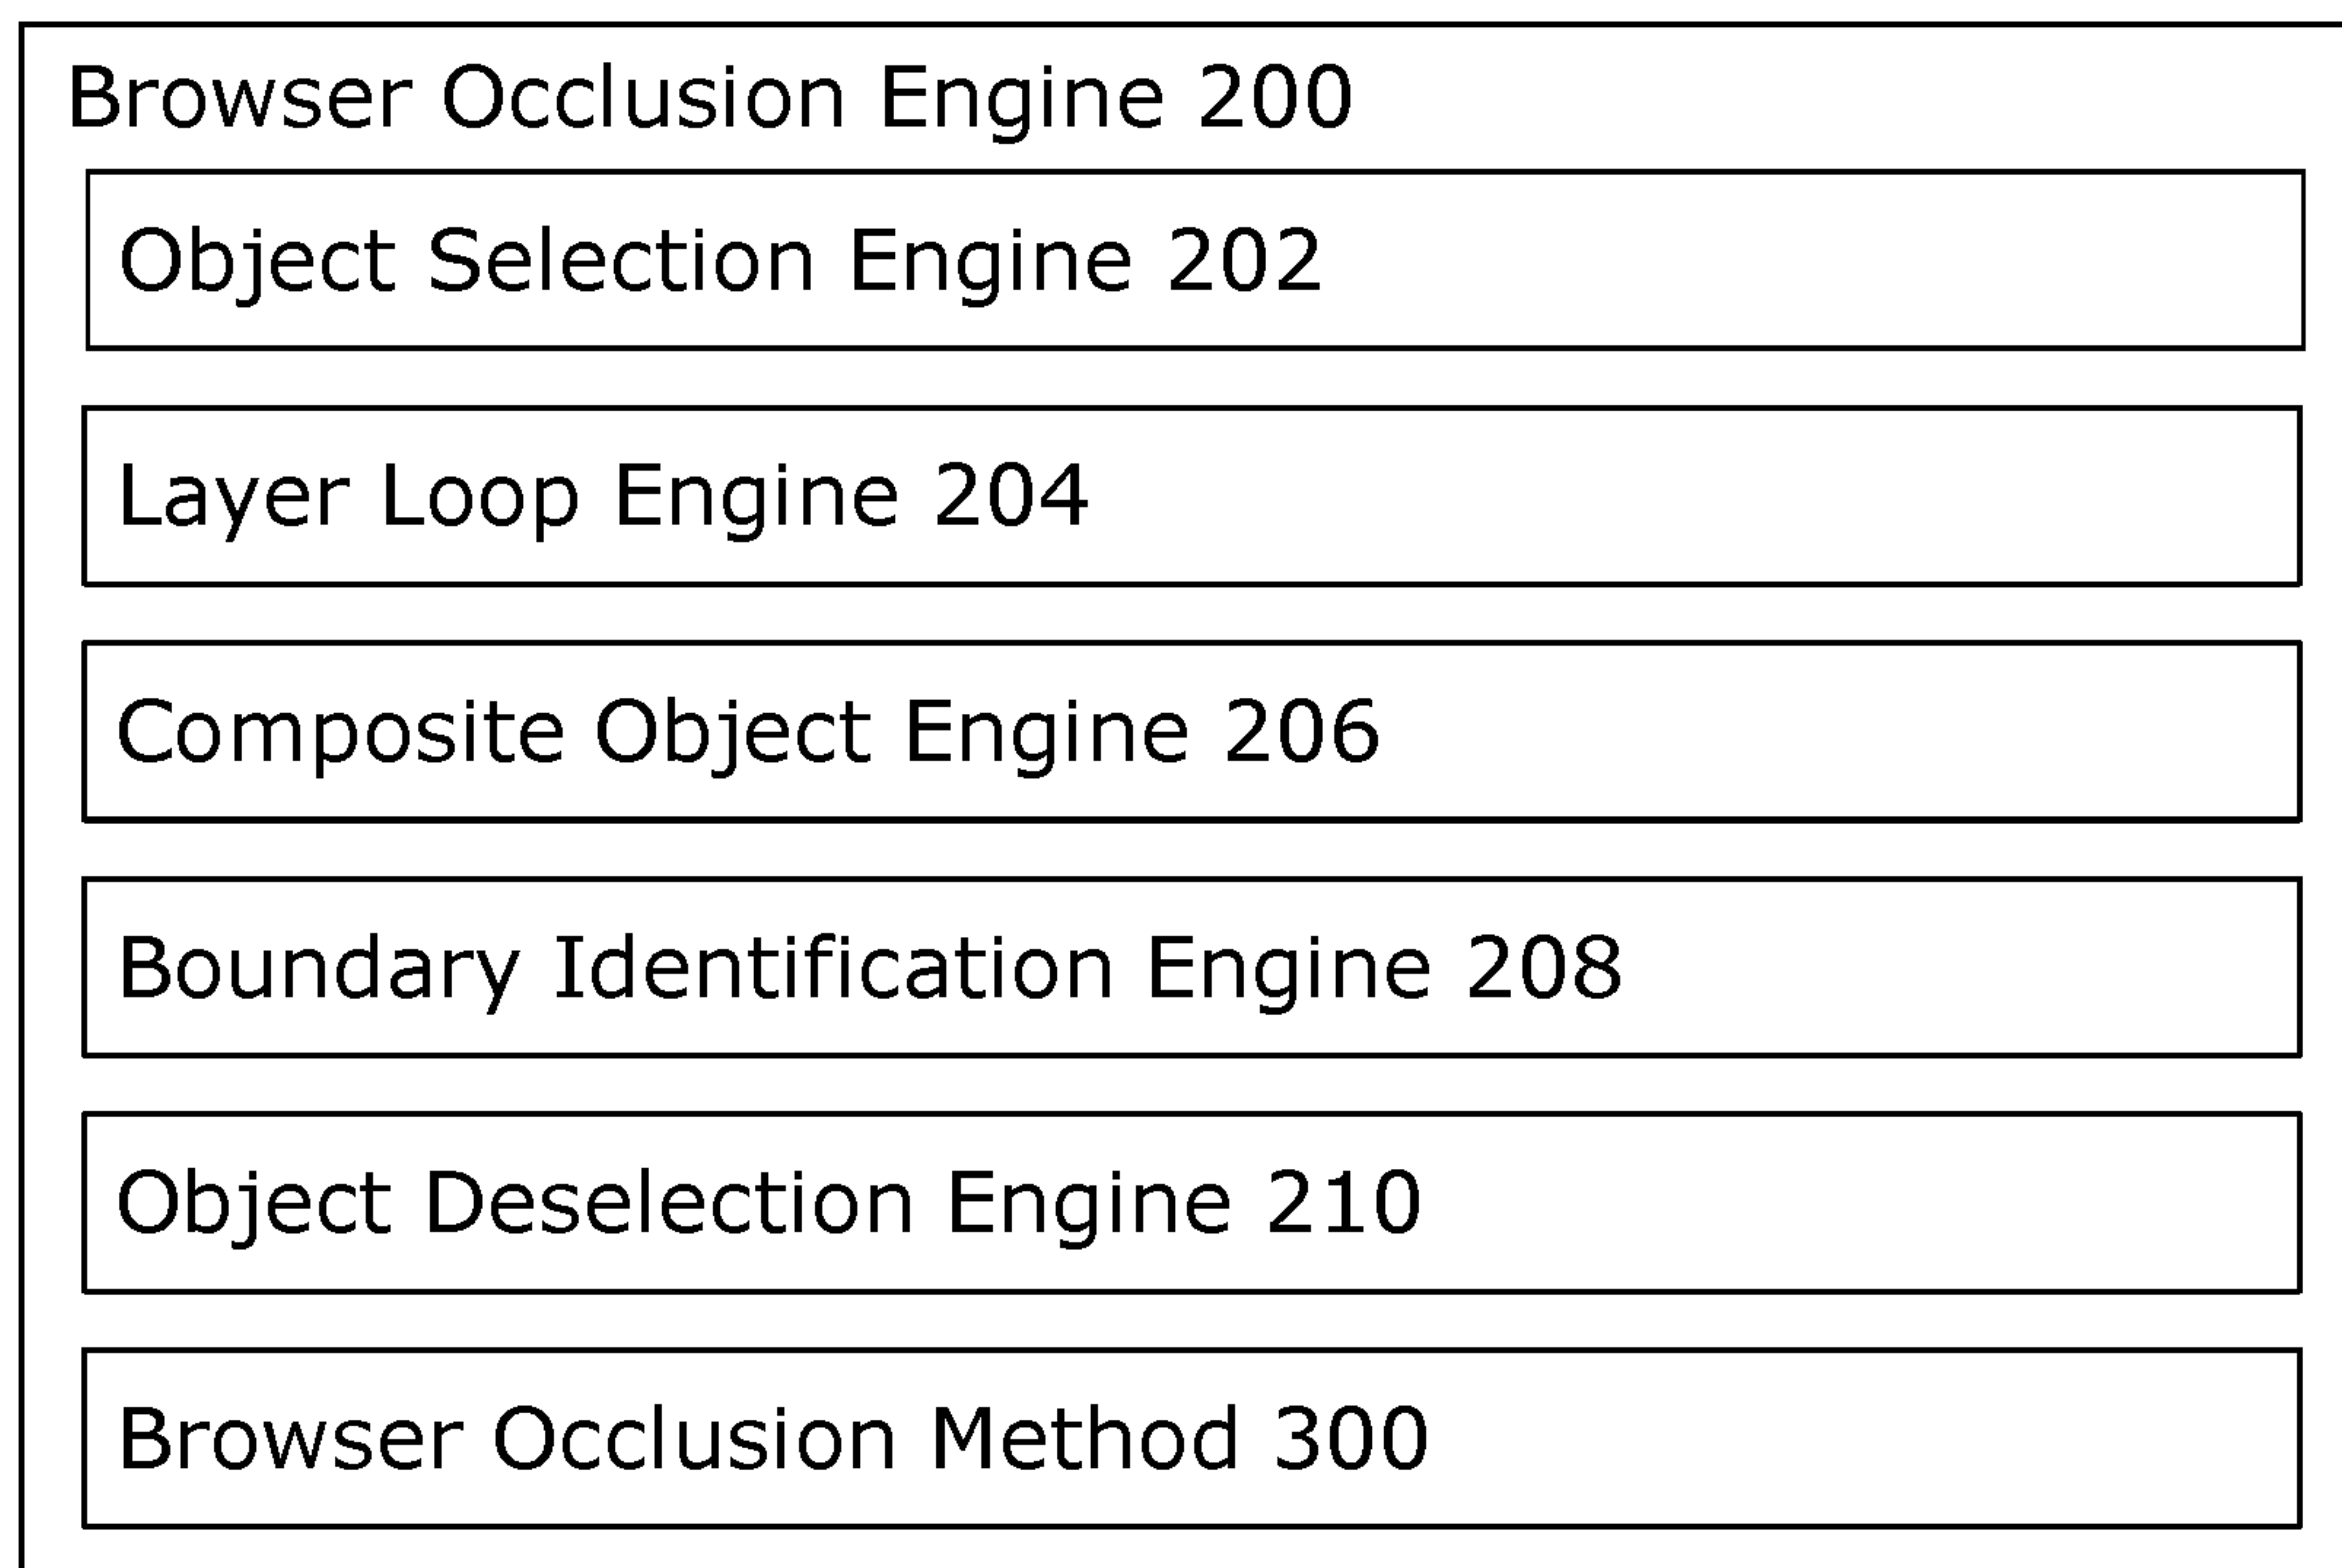 Browser Occlusion Engine 200
Object Selection Engine 202
Layer Loop Engine 204
Composite Object Engine 206
Boundary Identification Engine 208
Object Deselection Engine 210
Browser Occlusion Method 300